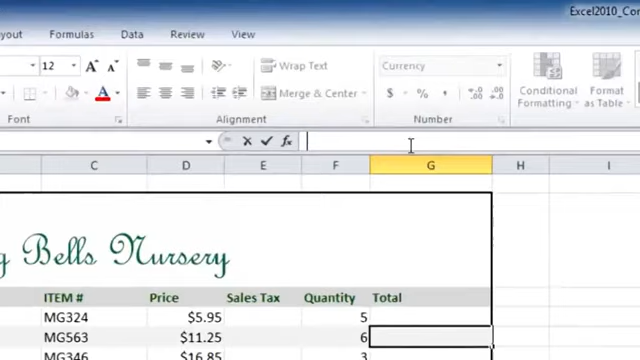 Excel2010_Co
Formulas Data Review View
12 A A Wrap Text Currency
A Merge & Center $ % , Conditional Formatting Format as Table
Font Alignment Number
fx
C D E F G H I
Bells Nursery
ITEM # Price Sales Tax Quantity Total
MG324 $5.95 5
MG563 $11.25 6
MG346 $16.85 3